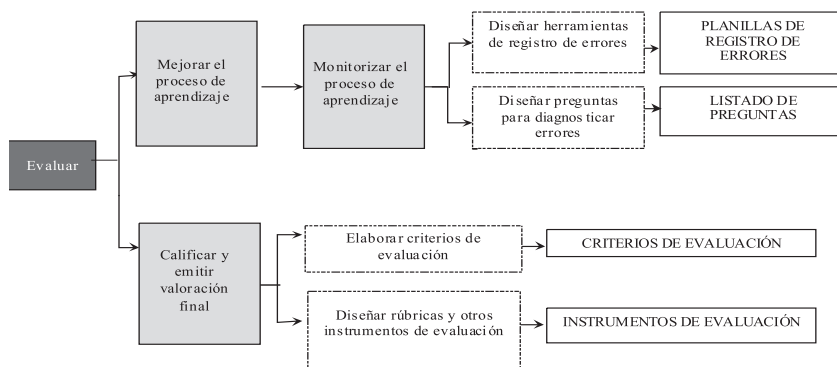 Evaluar
Mejorar el
proceso de
aprendizaje
Monitorizar el
proceso de
aprendizaje
Diseñar herramientas
de registro de errores
PLANILLAS DE
REGISTRO DE
ERRORES
Diseñar preguntas
para diagnosticar
errores
LISTADO DE
PREGUNTAS
Calificar y
emitir
valoración
final
Elaborar criterios de
evaluación
CRITERIOS DE EVALUACIÓN
Diseñar rúbricas y otros
instrumentos de evaluación
INSTRUMENTOS DE EVALUACIÓN